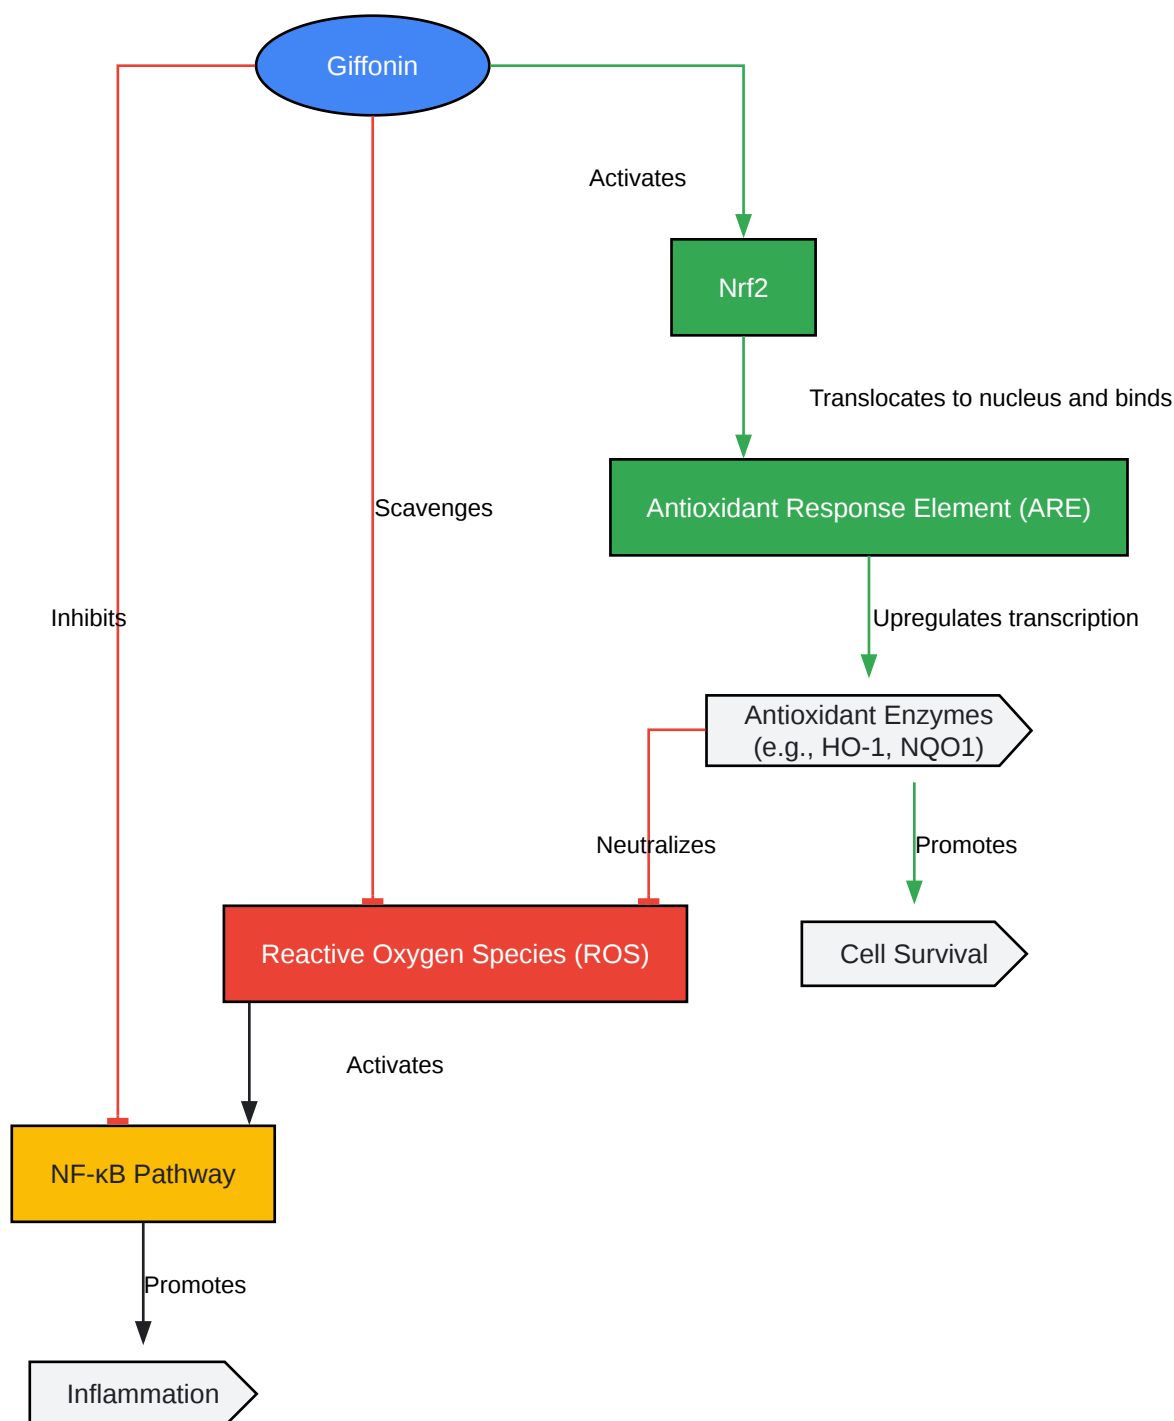 Giffonin
Activates
Nrf2
Translocates to nucleus and binds
Antioxidant Response Element (ARE)
Scavenges
Inhibits
Upregulates transcription
Antioxidant Enzymes
(e.g., HO-1, NQO1)
Neutralizes
Promotes
Reactive Oxygen Species (ROS)
Cell Survival
Activates
NF-κB Pathway
Promotes
Inflammation